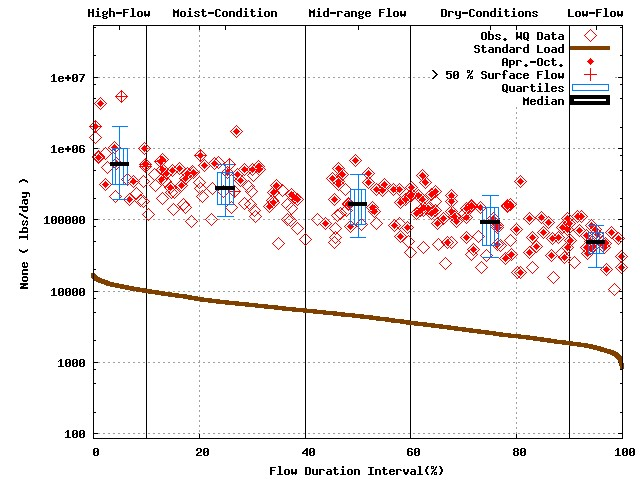 High-Flow Moist-Condition Mid-range Flow Dry-Conditions Low-Flow
Obs. WQ Data
Standard Load
Apr.-Oct.
> 50 % Surface Flow
Quartiles
Median
1e+07
1e+06
100000
10000
1000
100
None ( lbs/day )
0 20 40 60 80 100
Flow Duration Interval(%)